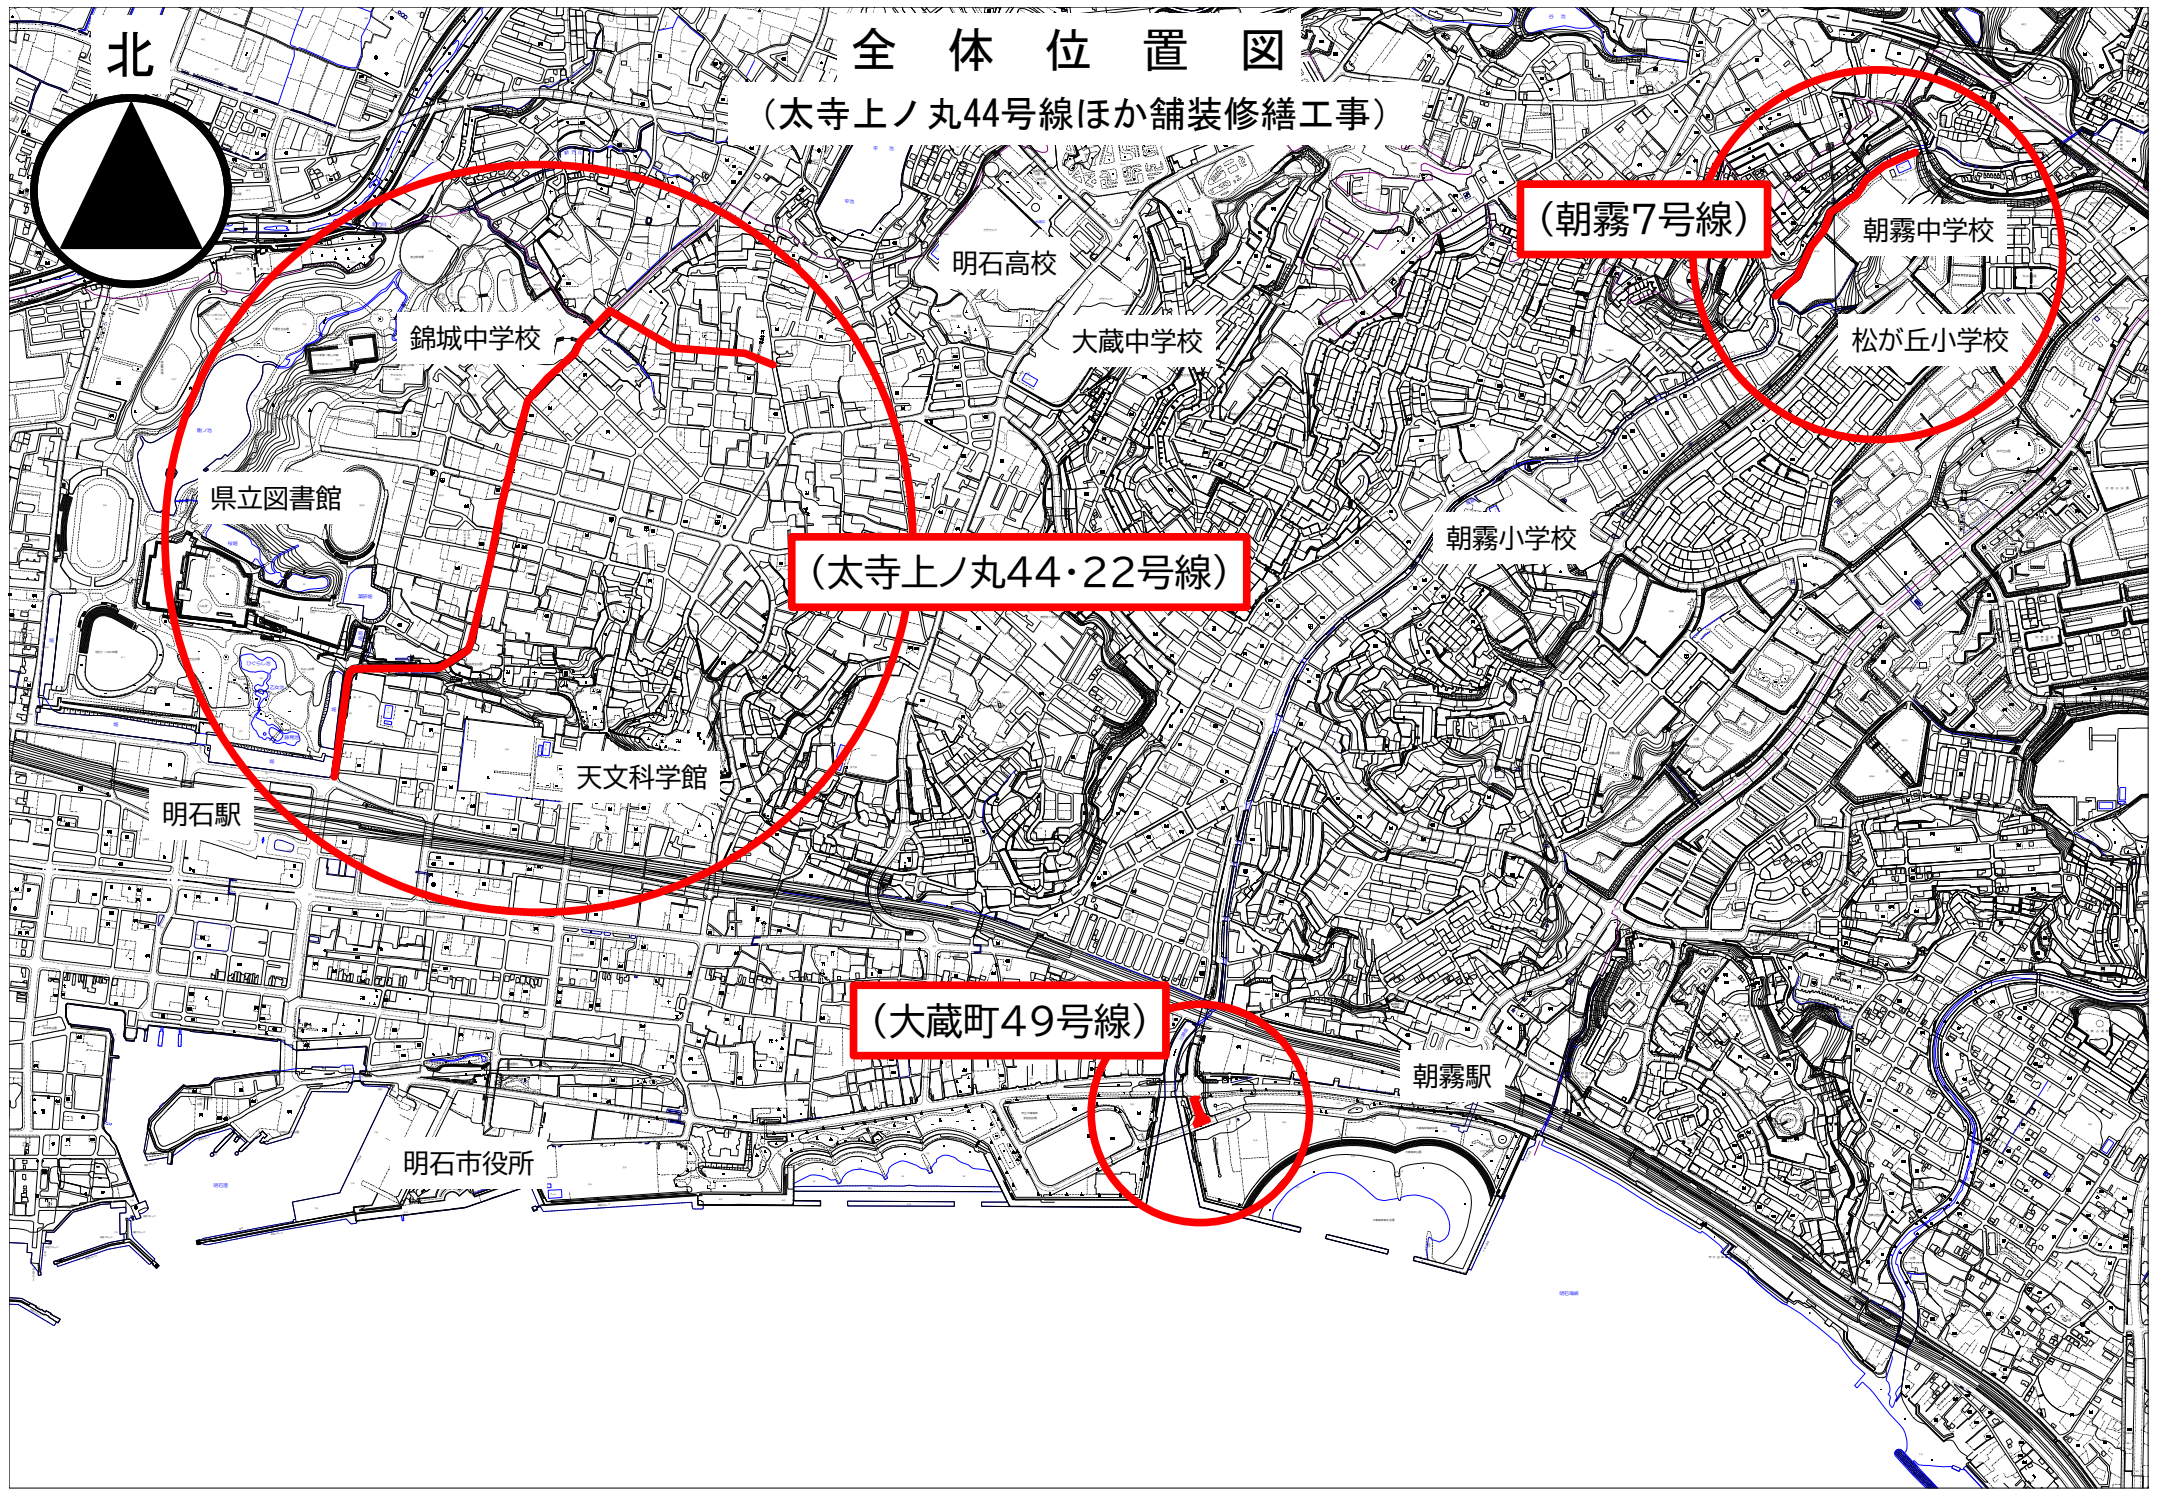 北
全体位置図
（太寺上ノ丸44号線ほか舗装修繕工事）
（朝霧7号線）
朝霧中学校
明石高校
錦城中学校
大蔵中学校
松が丘小学校
県立図書館
朝霧小学校
（太寺上ノ丸44・22号線）
天文科学館
明石駅
（大蔵町49号線）
朝霧駅
明石市役所